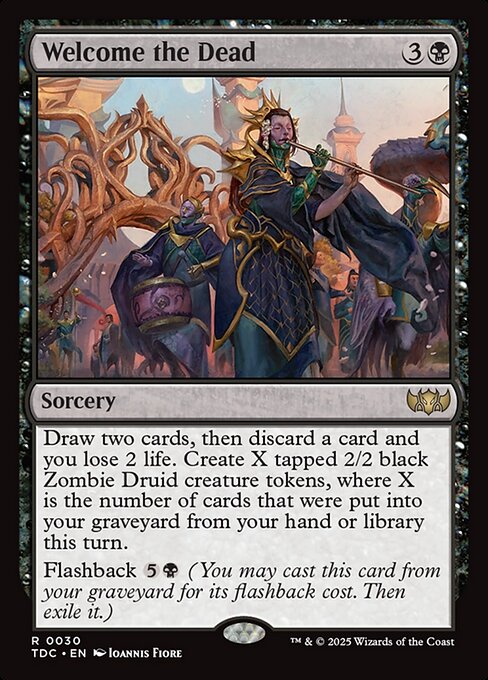 Welcome the Dead 3
Sorcery
Draw two cards, then discard a card and
you lose 2 life. Create X tapped 2/2 black
Zombie Druid creature tokens, where X
is the number of cards that were put into
your graveyard from your hand or library
this turn.
Flashback 5 (You may cast this card from
your graveyard for its flashback cost. Then
exile it.)
R 0030
TDC • EN Ioannis Fiore
™ & © 2025 Wizards of the Coast